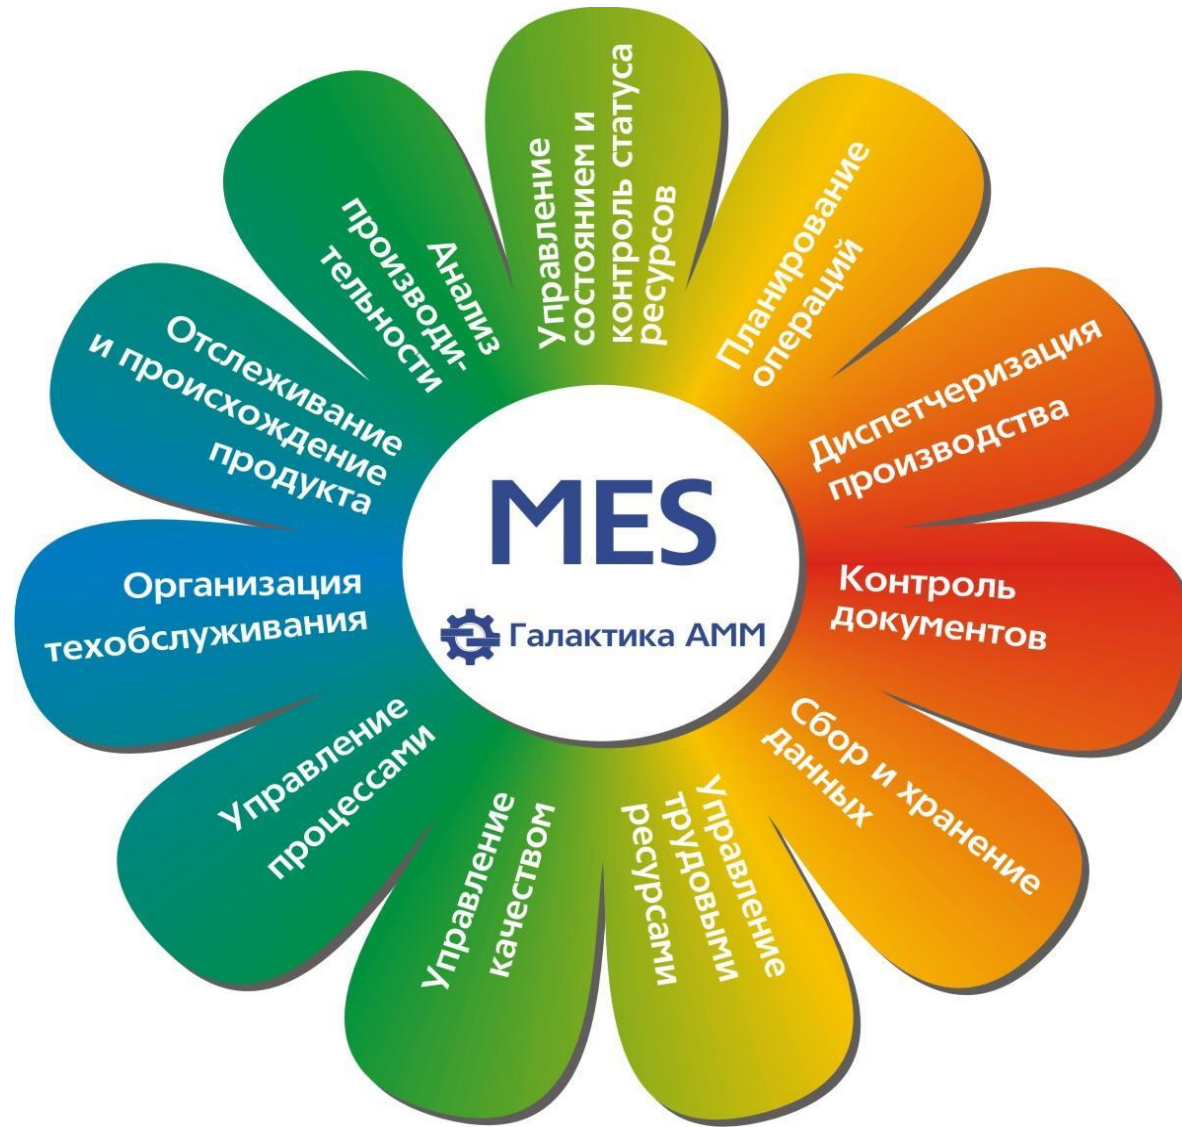 MES
Галактика АММ
Управление
состоянием и
контроль статуса
ресурсов
Планирование
операций
Диспетчеризация
производства
Контроль
документов
Сбор и хранение
данных
Управление
трудовыми
ресурсами
Управление
качеством
Управление
процессами
Организация
техобслуживания
Отслеживание
и происхождение
продукта
Анализ
производи-
тельности